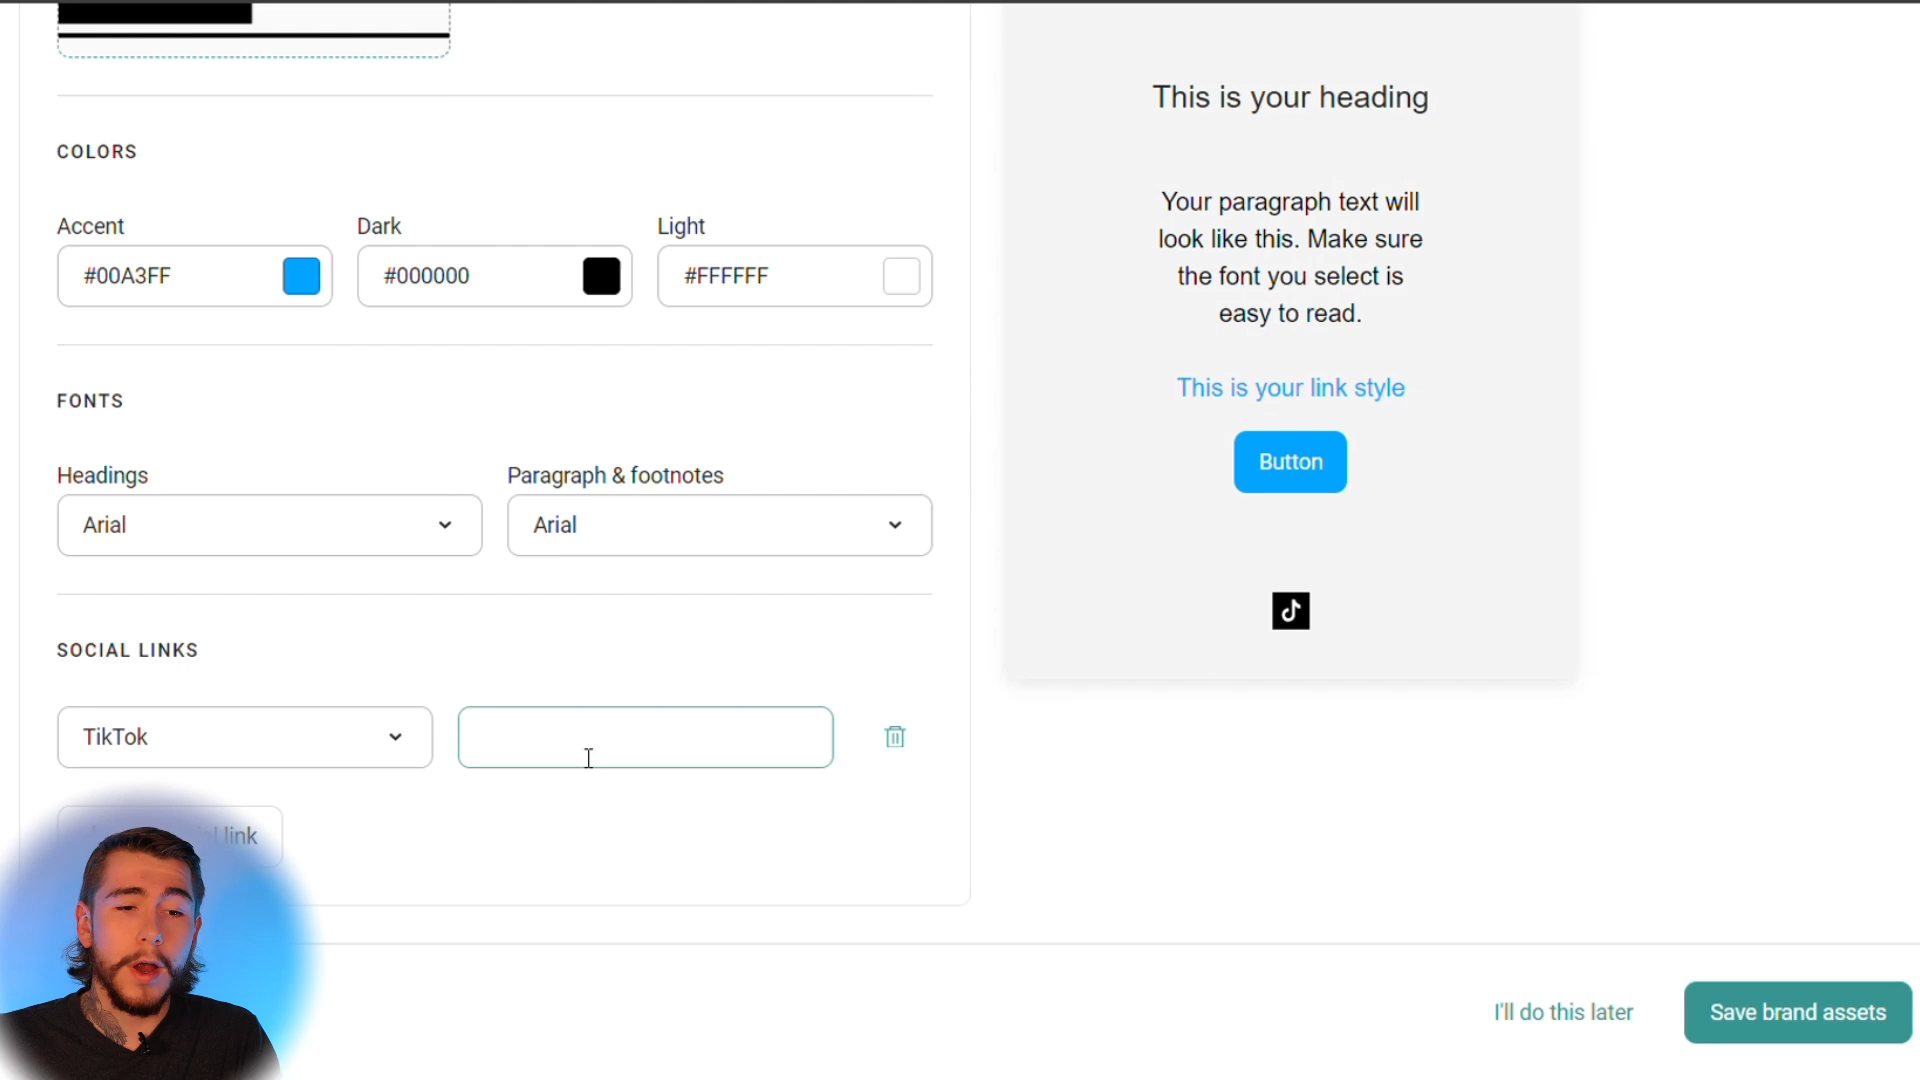 This is your heading
COLORS
Accent
Dark
Light
#00A3FF
#000000
#FFFFFF
Your paragraph text will
look like this. Make sure
the font you select is
easy to read.
This is your link style
Button
FONTS
Headings
Paragraph & footnotes
Arial
Arial
SOCIAL LINKS
TikTok
link
I'll do this later
Save brand assets